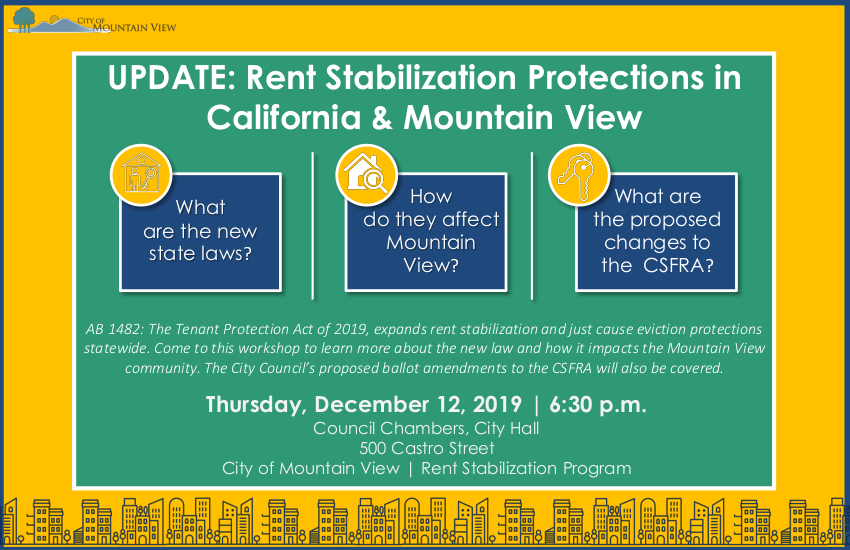 CITY OF
MOUNTAIN VIEW
UPDATE: Rent Stabilization Protections in
California & Mountain View
What
are the new
state laws?
How
do they affect
Mountain
View?
What are
the proposed
changes to
the CSFRA?
AB 1482: The Tenant Protection Act of 2019, expands rent stabilization and just cause eviction protections
statewide. Come to this workshop to learn more about the new law and how it impacts the Mountain View
community. The City Council's proposed ballot amendments to the CSFRA will also be covered.
Thursday, December 12, 2019 | 6:30 p.m.
Council Chambers, City Hall
500 Castro Street
City of Mountain View | Rent Stabilization Program